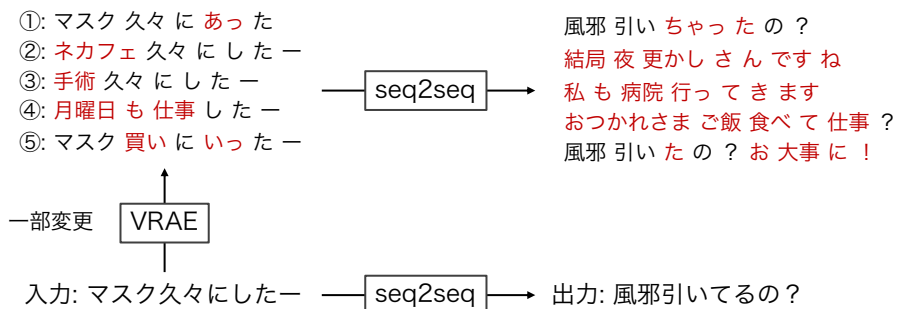 ①: マスク 久々 に あっ た
②: ネカフェ 久々 に し た ー
③: 手術 久々 に し た ー
④: 月曜日 も 仕事 し た ー
⑤: マスク 買い に いっ た ー
seq2seq
風邪 引い ちゃっ た の ?
結局 夜 更かし さ ん です ね
私 も 病院 行っ て き ます
おつかれさま ご飯 食べ て 仕事 ?
風邪 引い た の ? お 大事 に !
一部変更
VRAE
入力: マスク久々にしたー
seq2seq
出力: 風邪引いてるの?